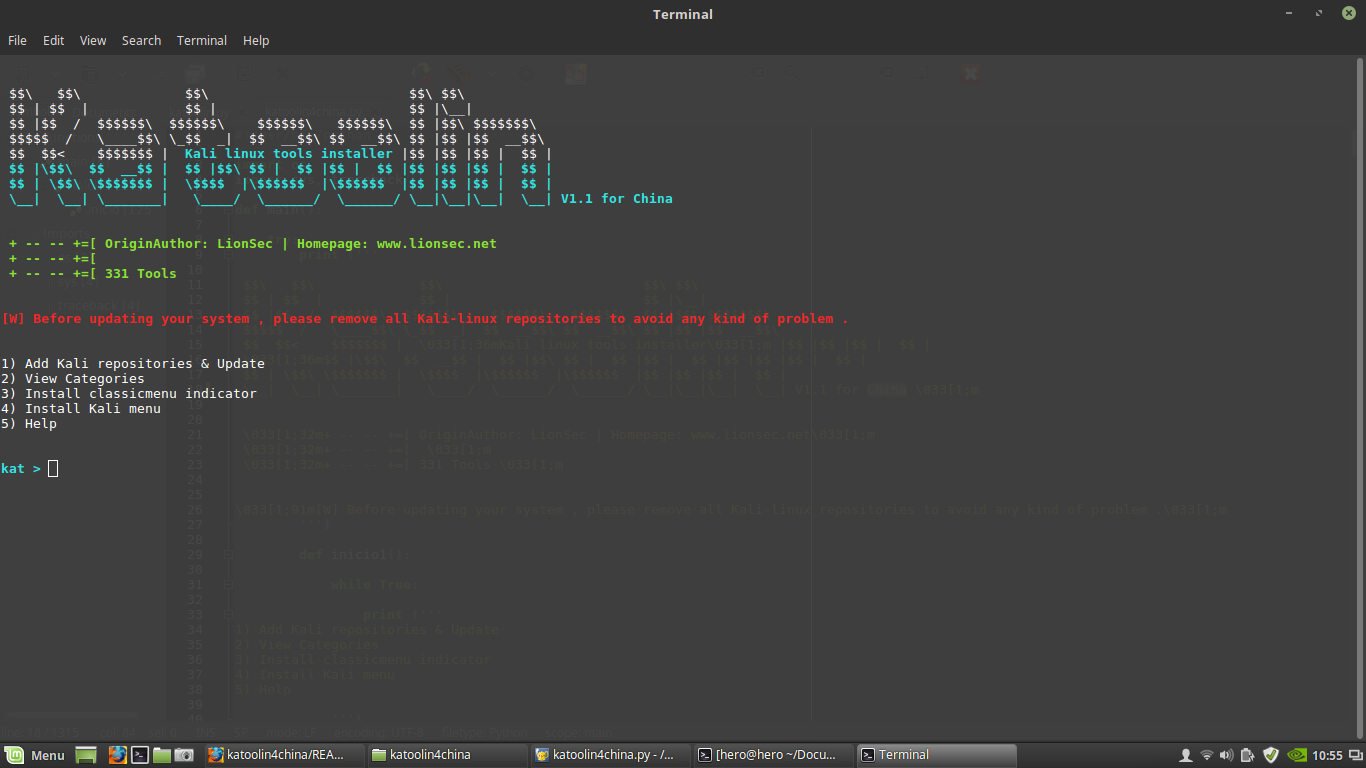 Terminal
File Edit View Search Terminal Help
$$\   $$\             $$\                         $$\ $$\
$$ | $$  |            $$ |                        $$ |\__|
$$ |$$  /  $$$$$$\  $$$$$$\    $$$$$$\   $$$$$$\  $$ |$$\ $$$$$$$\
$$$$$  /   \____$$\ \_$$  _|  $$  __$$\ $$  __$$\ $$ |$$ |$$  __$$\
$$  $$<    $$$$$$$ |  Kali linux tools installer |$$ |$$ |$$ |  $$ |
$$ |\$$\  $$  __$$ |  $$ |$$\ $$ |  $$ |$$ |  $$ |$$ |$$ |$$ |  $$ |
$$ | \$$\ \$$$$$$$ |  \$$$$  |\$$$$$$  |\$$$$$$  |$$ |$$ |$$ |  $$ |
\__|  \__| \_______|   \____/  \______/  \______/ \__|\__|\__|  \__| V1.1 for China
+ -- -- +=[ OriginAuthor: LionSec | Homepage: www.lionsec.net
+ -- -- +=[
+ -- -- +=[ 331 Tools
[W] Before updating your system , please remove all Kali-linux repositories to avoid any kind of problem .
1) Add Kali repositories & Update
2) View Categories
3) Install classicmenu indicator
4) Install Kali menu
5) Help
kat >
Menu katoolin4china/REA... katoolin4china katoolin4china.py - /... [hero@hero ~/Docu... Terminal 10:55